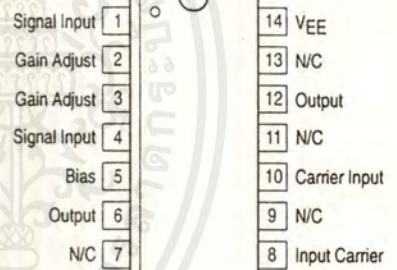 Signal Input 1
Gain Adjust 2
Gain Adjust 3
Signal Input 4
Bias 5
Output 6
N/C 7
14 VEE
13 N/C
12 Output
11 N/C
10 Carrier Input
9 N/C
8 Input Carrier